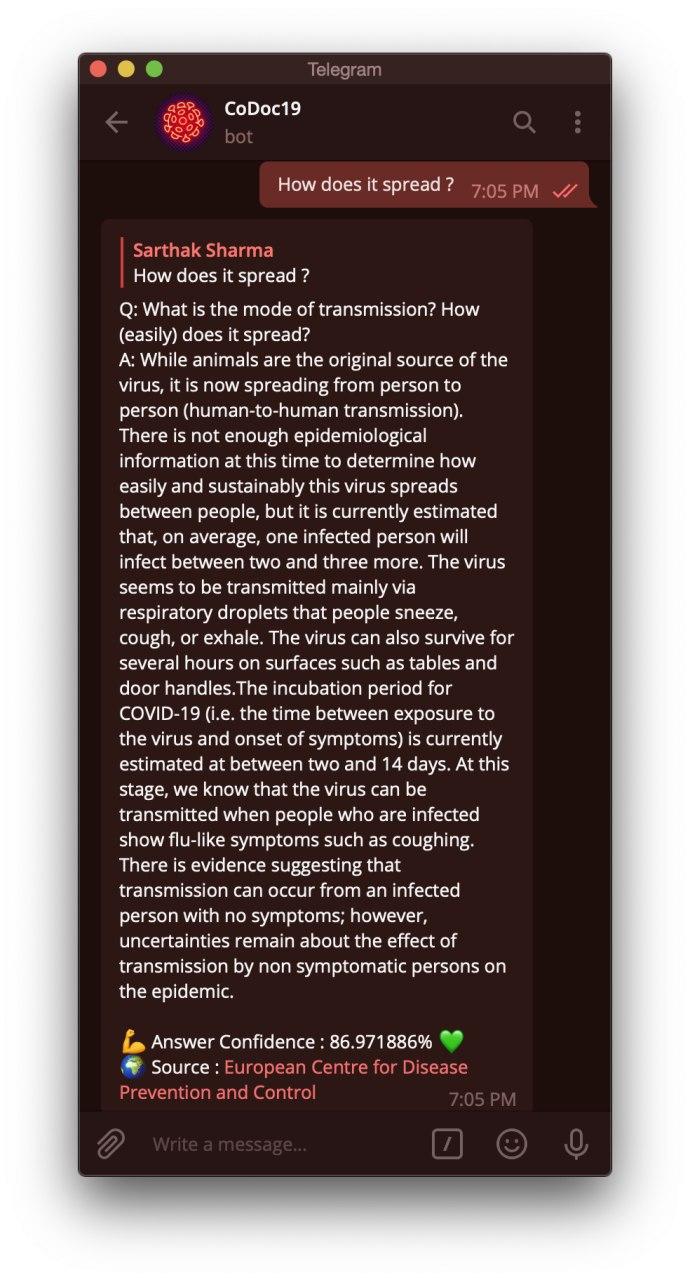 Telegram
CoDoc19
bot
How does it spread ? 7:05 PM
Sarthak Sharma
How does it spread ?
Q: What is the mode of transmission? How
(easily) does it spread?
A: While animals are the original source of the
virus, it is now spreading from person to
person (human-to-human transmission).
There is not enough epidemiological
information at this time to determine how
easily and sustainably this virus spreads
between people, but it is currently estimated
that, on average, one infected person will
infect between two and three more. The virus
seems to be transmitted mainly via
respiratory droplets that people sneeze,
cough, or exhale. The virus can also survive for
several hours on surfaces such as tables and
door handles.The incubation period for
COVID-19 (i.e. the time between exposure to
the virus and onset of symptoms) is currently
estimated at between two and 14 days. At this
stage, we know that the virus can be
transmitted when people who are infected
show flu-like symptoms such as coughing.
There is evidence suggesting that
transmission can occur from an infected
person with no symptoms; however,
uncertainties remain about the effect of
transmission by non symptomatic persons on
the epidemic.
💪 Answer Confidence : 86.971886% 💚
🌍 Source : European Centre for Disease
Prevention and Control 7:05 PM
Write a message...